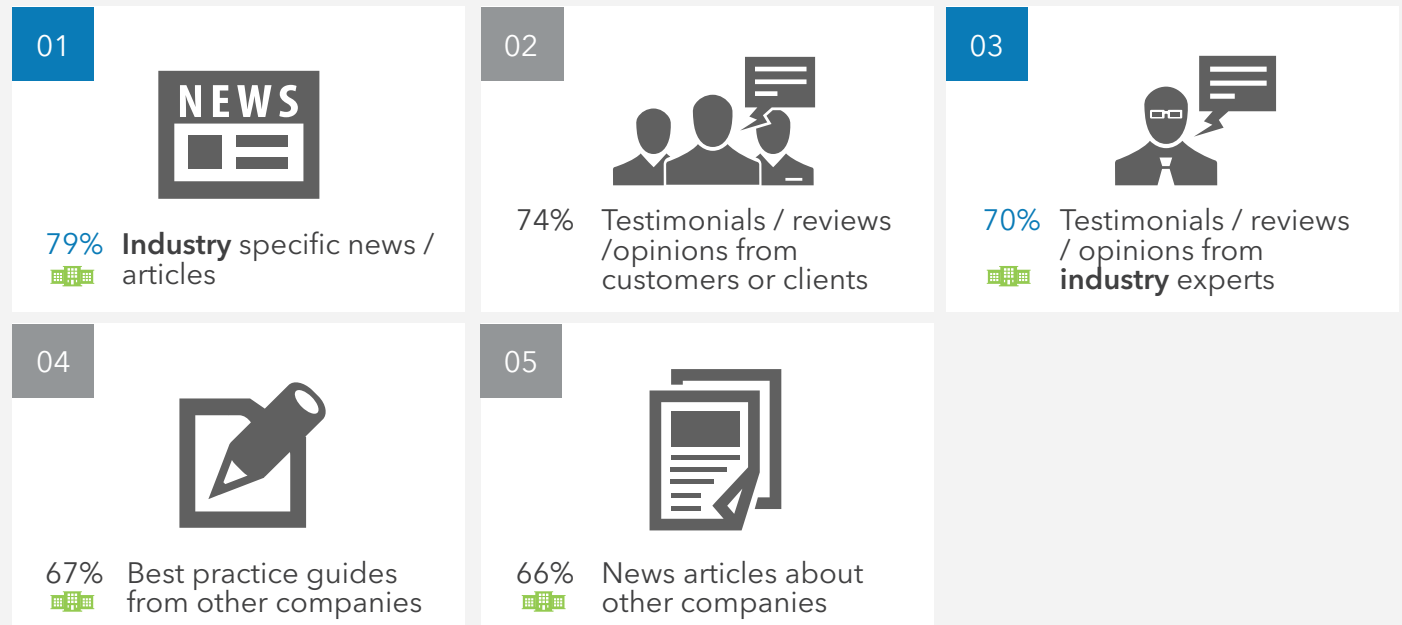 01
NEWS
79% Industry specific news /
articles
02
74% Testimonials / reviews
/opinions from
customers or clients
03
70% Testimonials / reviews
/ opinions from
industry experts
04
67% Best practice guides
from other companies
05
66% News articles about
other companies